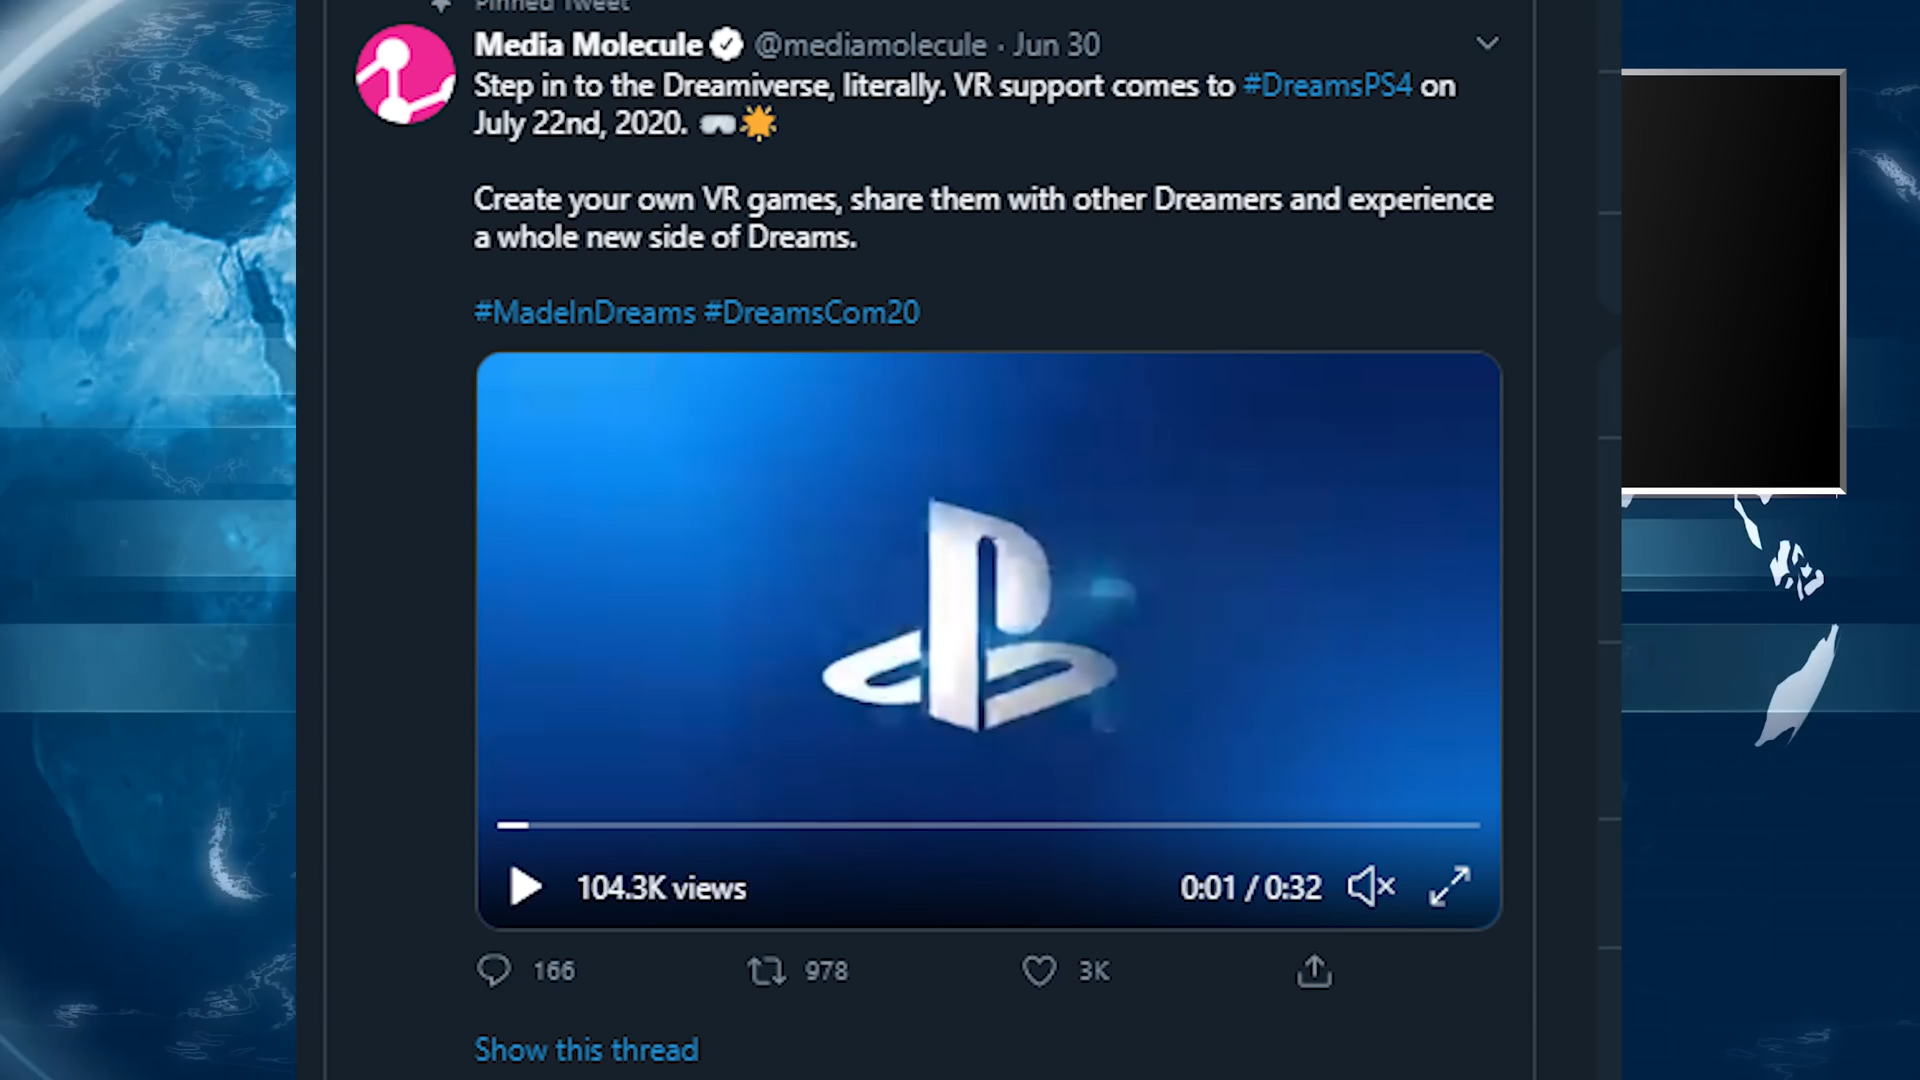 Pinned Tweet
Media Molecule @mediamolecule · Jun 30
Step in to the Dreamiverse, literally. VR support comes to #DreamsPS4 on
July 22nd, 2020.
Create your own VR games, share them with other Dreamers and experience
a whole new side of Dreams.
#MadeInDreams #DreamsCom20
104.3K views
0:01 / 0:32
166
978
3K
Show this thread